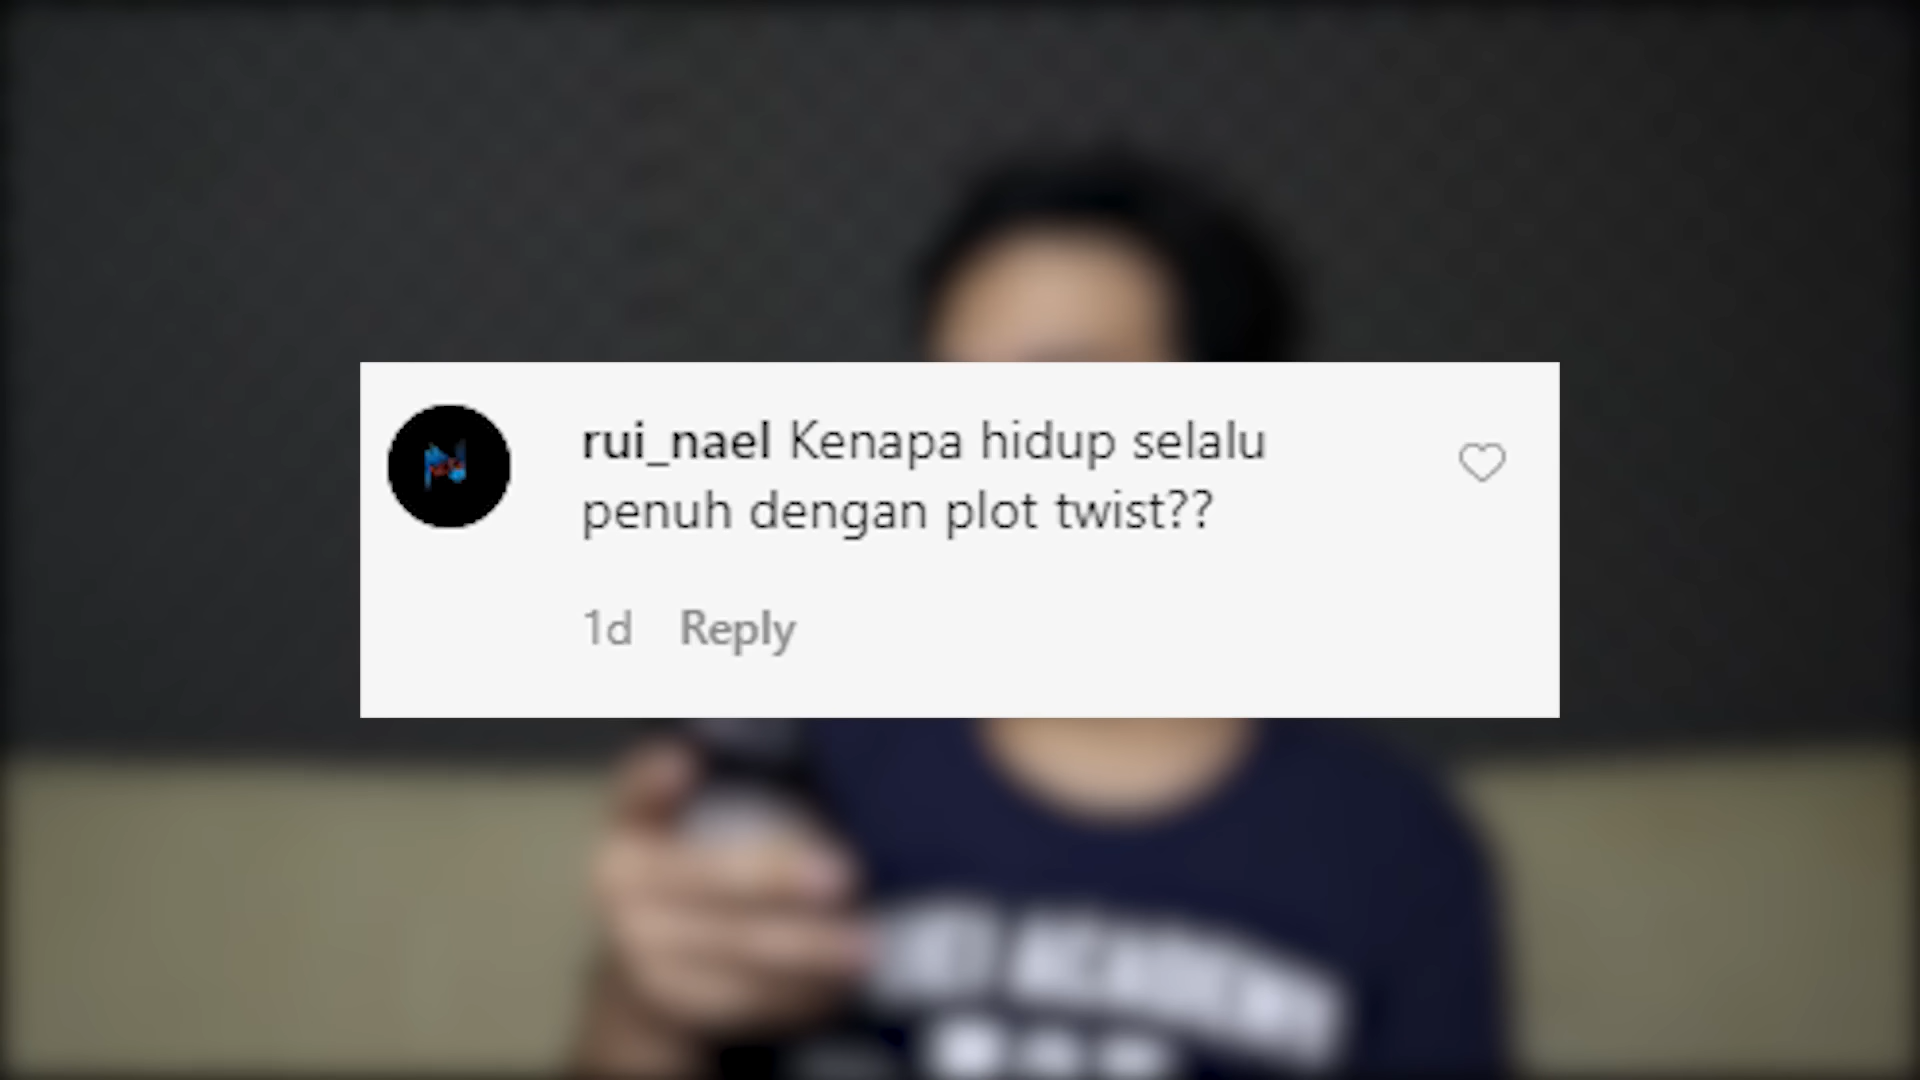 rui_nael Kenapa hidup selalu
penuh dengan plot twist??
1d Reply